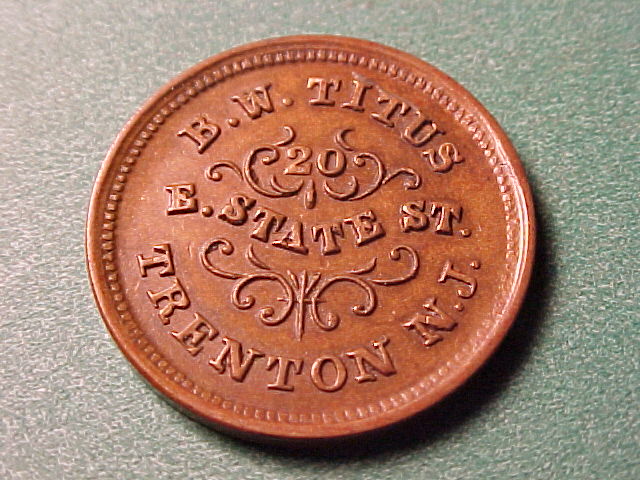 B.W. TITUS
20
E. STATE ST.
TRENTON N.J.